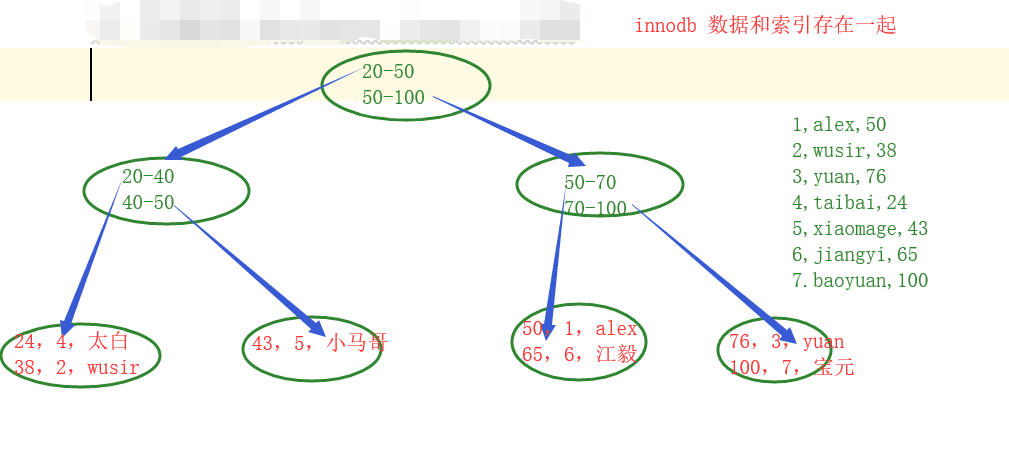 innodb 数据和索引存在一起
20-50
50-100
20-40
40-50
50-70
70-100
1,alex,50
2,wusir,38
3,yuan,76
4,taibai,24
5,xiaomage,43
6,jiangyi,65
7.baoyuan,100
24, 4, 太白
38, 2, wusir
43, 5, 小马哥
50, 1, alex
65, 6, 江毅
76, 3, yuan
100, 7, 宝元